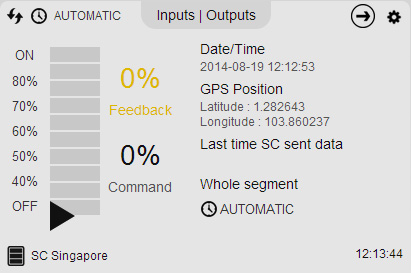 AUTOMATIC
Inputs | Outputs
ON
80%
70%
60%
50%
40%
OFF
0%
Feedback
0%
Command
Date/Time
2014-08-19 12:12:53
GPS Position
Latitude : 1.282643
Longitude : 103.860237
Last time SC sent data
Whole segment
AUTOMATIC
SC Singapore
12:13:44